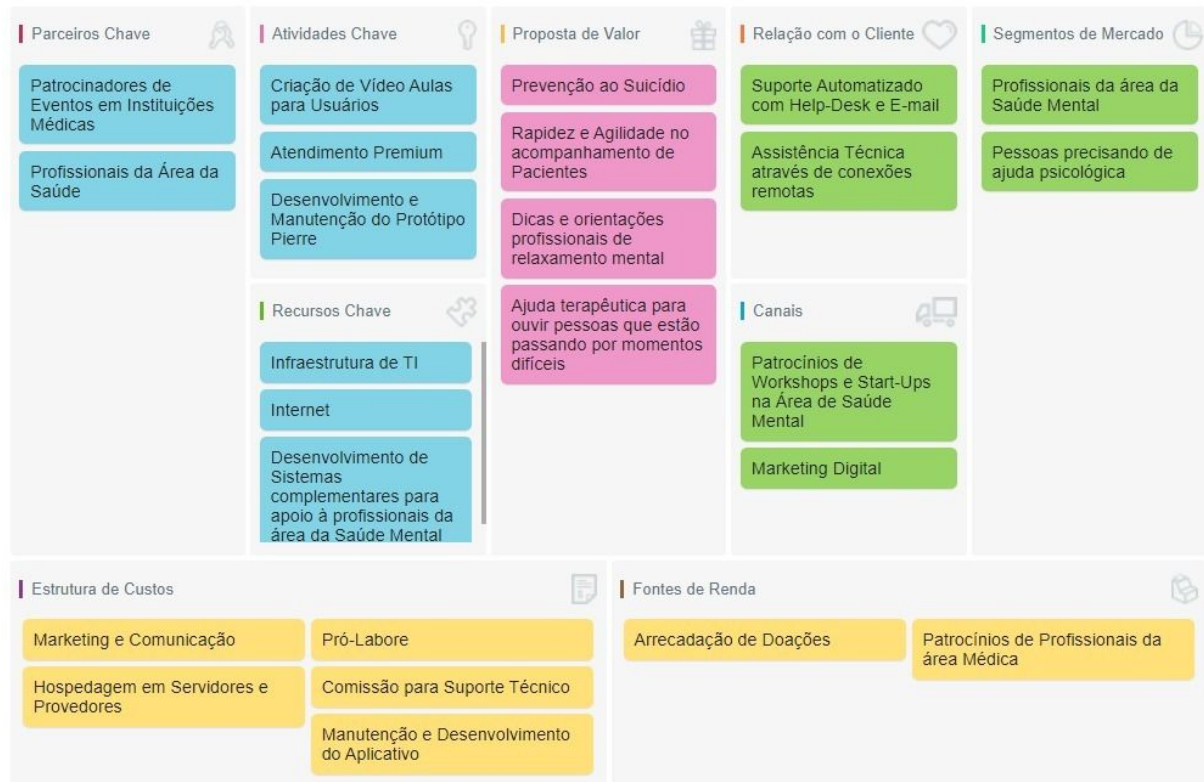 Parceiros Chave
Patrocinadores de
Eventos em Instituições
Médicas
Profissionais da Área da
Saúde
Atividades Chave
Criação de Vídeo Aulas
para Usuários
Atendimento Premium
Desenvolvimento e
Manutenção do Protótipo
Pierre
Recursos Chave
Infraestrutura de TI
Internet
Desenvolvimento de
Sistemas
complementares para
apoio à profissionais da
área da Saúde Mental
Proposta de Valor
Prevenção ao Suicídio
Rapidez e Agilidade no
acompanhamento de
Pacientes
Dicas e orientações
profissionais de
relaxamento mental
Ajuda terapêutica para
ouvir pessoas que estão
passando por momentos
difíceis
Relação com o Cliente
Suporte Automatizado
com Help-Desk e E-mail
Assistência Técnica
através de conexões
remotas
Canais
Patrocínios de
Workshops e Start-Ups
na Área de Saúde
Mental
Marketing Digital
Segmentos de Mercado
Profissionais da área da
Saúde Mental
Pessoas precisando de
ajuda psicológica
Estrutura de Custos
Marketing e Comunicação
Hospedagem em Servidores e
Provedores
Pró-Labore
Comissão para Suporte Técnico
Manutenção e Desenvolvimento
do Aplicativo
Fontes de Renda
Arrecadação de Doações
Patrocínios de Profissionais da
área Médica